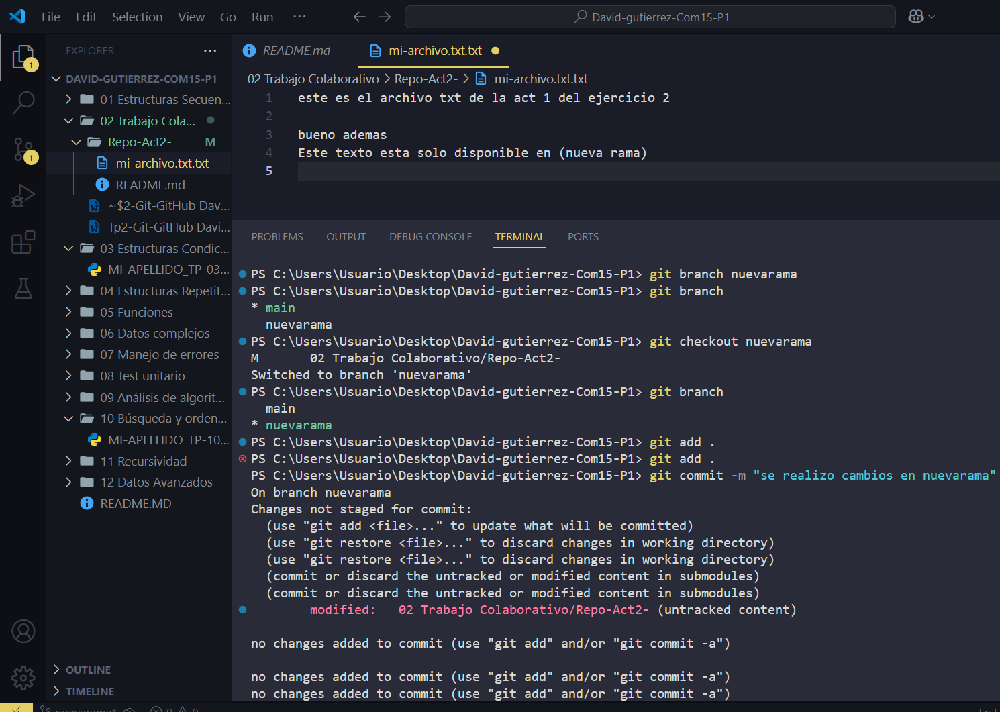 File Edit Selection View Go Run ···
David-gutierrez-Com15-P1
EXPLORER ···
DAVID-GUTIERREZ-COM15-P1
01 Estructuras Secuen...
02 Trabajo Cola...
Repo-Act2- M
mi-archivo.txt.txt
README.md
~$2-Git-GitHub Dav...
Tp2-Git-GitHub Davi...
03 Estructuras Condic...
MI-APELLIDO_TP-03...
04 Estructuras Repetit...
05 Funciones
06 Datos complejos
07 Manejo de errores
08 Test unitario
09 Análisis de algorit...
10 Búsqueda y orden...
MI-APELLIDO_TP-10...
11 Recursividad
12 Datos Avanzados
README.MD
OUTLINE
TIMELINE
1
1
README.md mi-archivo.txt.txt
02 Trabajo Colaborativo > Repo-Act2- > mi-archivo.txt.txt
1 este es el archivo txt de la act 1 del ejercicio 2
2
3 bueno ademas
4 Este texto esta solo disponible en (nueva rama)
5
PROBLEMS OUTPUT DEBUG CONSOLE TERMINAL PORTS
PS C:\Users\Usuario\Desktop\David-gutierrez-Com15-P1> git branch nuevarama
PS C:\Users\Usuario\Desktop\David-gutierrez-Com15-P1> git branch
* main
nuevarama
PS C:\Users\Usuario\Desktop\David-gutierrez-Com15-P1> git checkout nuevarama
M 02 Trabajo Colaborativo/Repo-Act2-
Switched to branch 'nuevarama'
PS C:\Users\Usuario\Desktop\David-gutierrez-Com15-P1> git branch
main
* nuevarama
PS C:\Users\Usuario\Desktop\David-gutierrez-Com15-P1> git add .
PS C:\Users\Usuario\Desktop\David-gutierrez-Com15-P1> git add .
PS C:\Users\Usuario\Desktop\David-gutierrez-Com15-P1> git commit -m "se realizo cambios en nuevarama"
On branch nuevarama
Changes not staged for commit:
(use "git add <file>..." to update what will be committed)
(use "git restore <file>..." to discard changes in working directory)
(use "git restore <file>..." to discard changes in working directory)
(commit or discard the untracked or modified content in submodules)
(commit or discard the untracked or modified content in submodules)
modified: 02 Trabajo Colaborativo/Repo-Act2- (untracked content)
no changes added to commit (use "git add" and/or "git commit -a")
no changes added to commit (use "git add" and/or "git commit -a")
no changes added to commit (use "git add" and/or "git commit -a")
nuevarama* 0 0